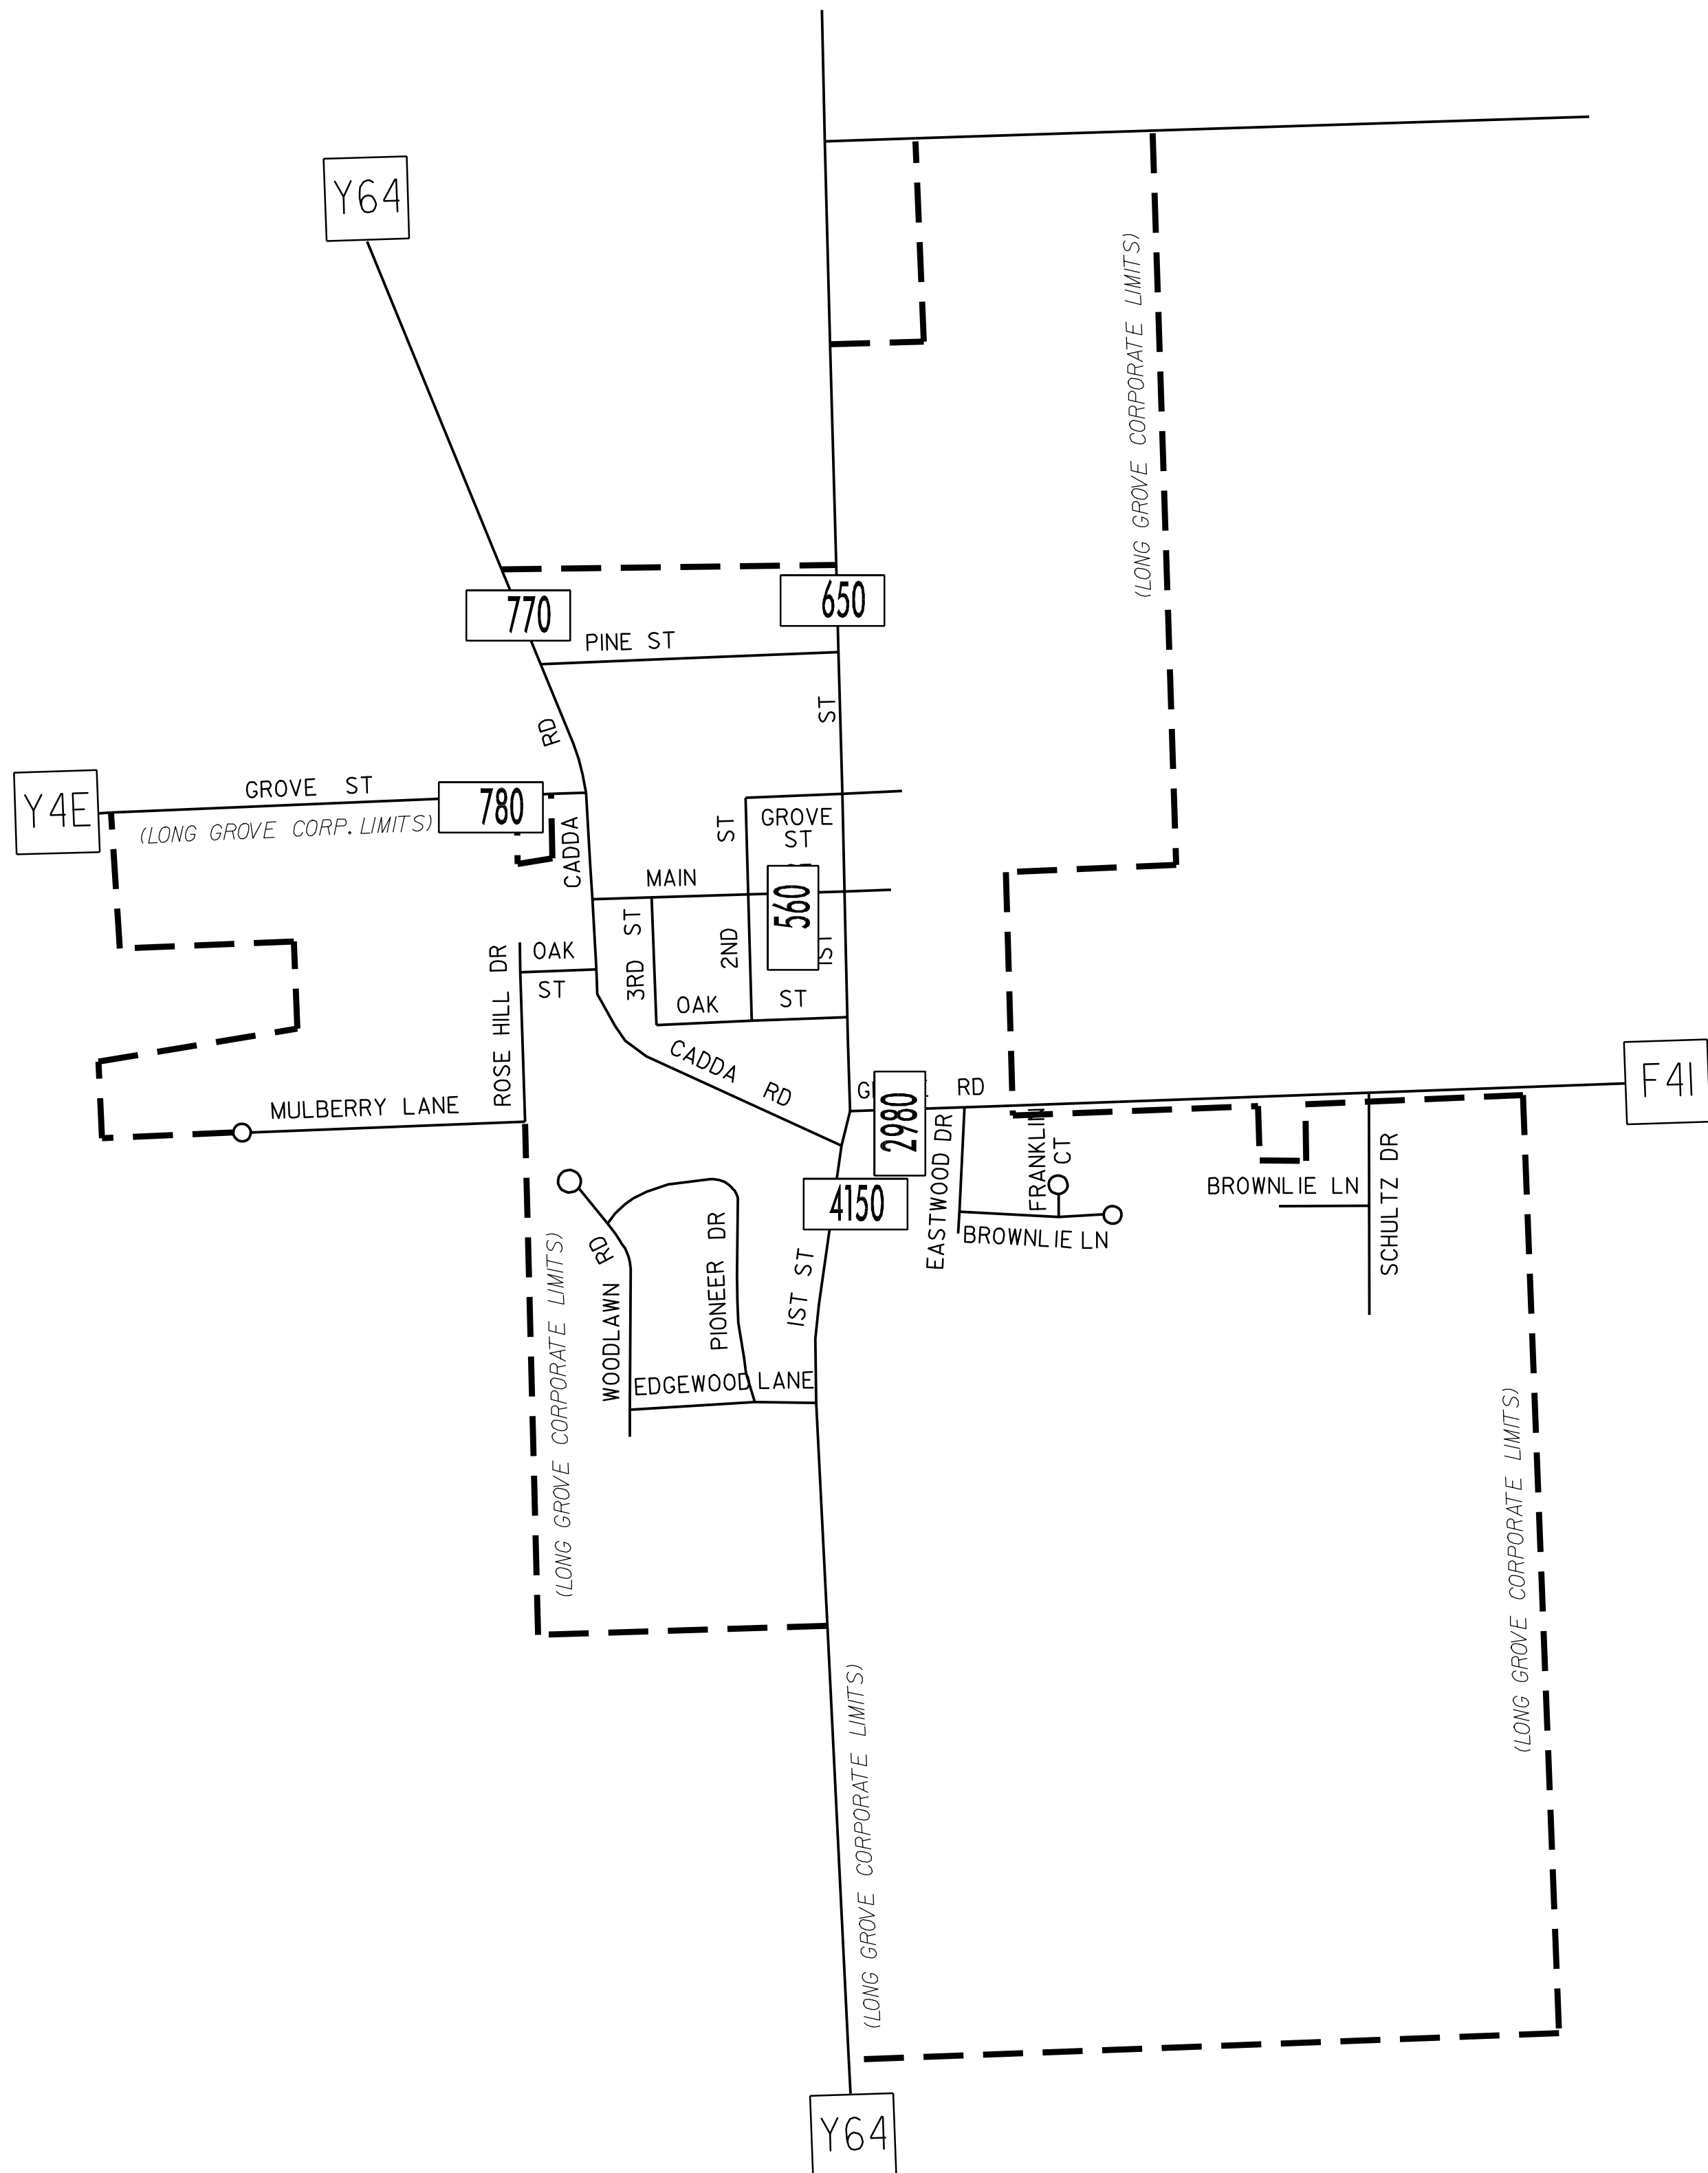 Y64
(LONG GROVE CORPORATE LIMITS)
770
650
PINE ST
RD
ST
Y4E
GROVE ST
780
(LONG GROVE CORP. LIMITS)
CADDA
ST
GROVE
ST
MAIN
560
3RD ST
2ND
1ST
ROSE HILL DR
OAK
ST
OAK ST
CADDA RD
MULBERRY LANE
RD
2980
F41
EASTWOOD DR
FRANKLIN
CT
BROWNLIE LN
BROWNLIE LN
SCHULTZ DR
4150
WOODLAWN RD
PIONEER DR
1ST ST
EDGEWOOD LANE
(LONG GROVE CORPORATE LIMITS)
(LONG GROVE CORPORATE LIMITS)
(LONG GROVE CORPORATE LIMITS)
Y64